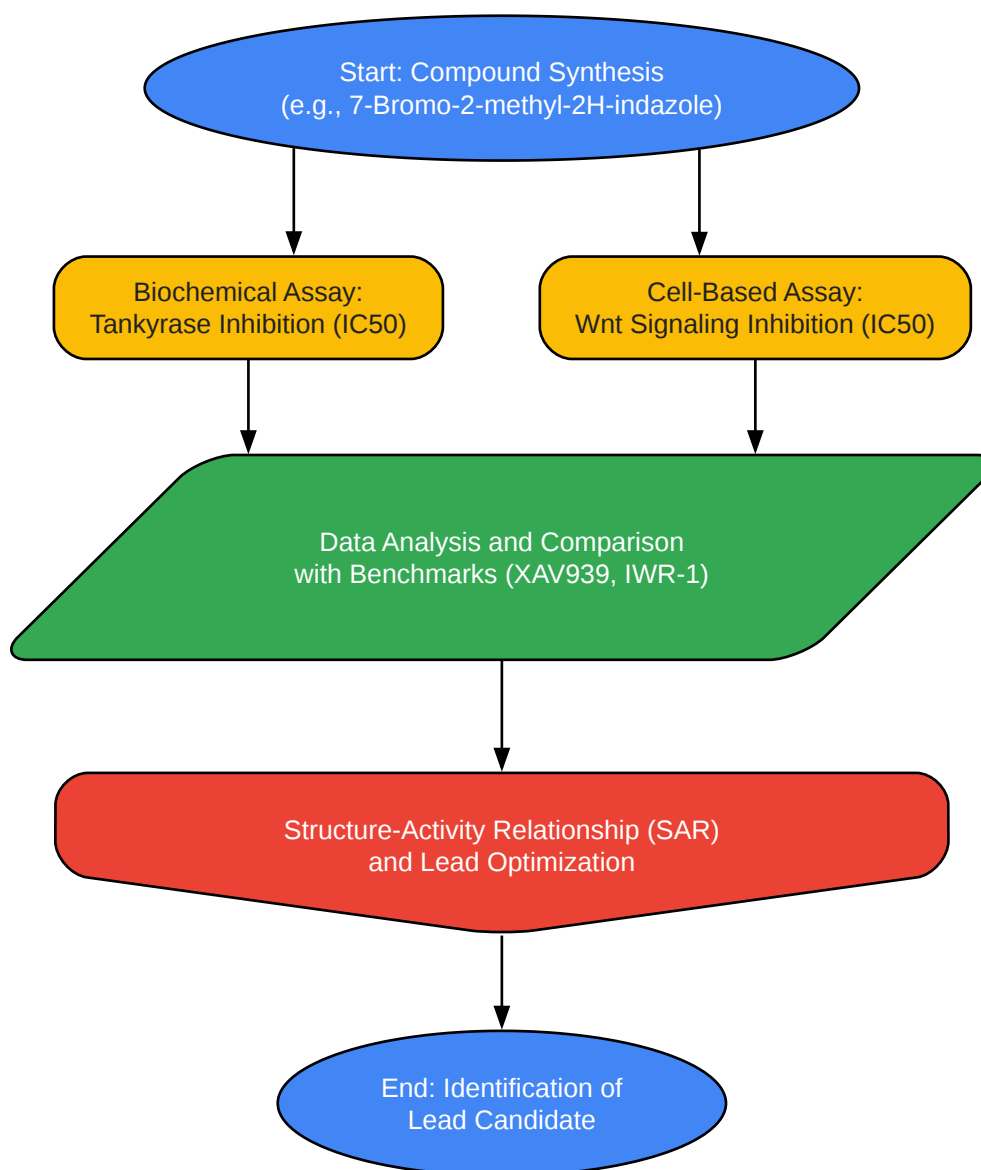 Start: Compound Synthesis
(e.g., 7-Bromo-2-methyl-2H-indazole)
Biochemical Assay:
Tankyrase Inhibition (IC50)
Cell-Based Assay:
Wnt Signaling Inhibition (IC50)
Data Analysis and Comparison
with Benchmarks (XAV939, IWR-1)
Structure-Activity Relationship (SAR)
and Lead Optimization
End: Identification of
Lead Candidate